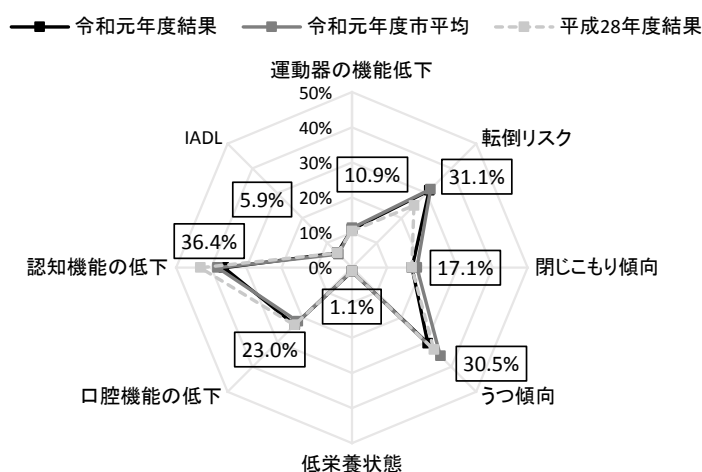 令和元年度結果 令和元年度市平均 平成28年度結果
運動器の機能低下
50%
IADL 40% 転倒リスク
30% 10.9% 31.1%
5.9% 20%
36.4% 10%
認知機能の低下 0% 17.1% 閉じこもり傾向
1.1%
23.0% 30.5%
口腔機能の低下 うつ傾向
低栄養状態